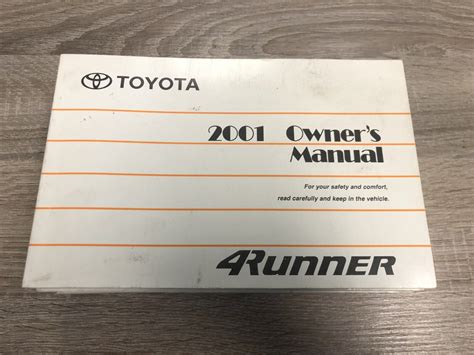 TOYOTA
2001 Owner's
Manual
For your safety and comfort,
read carefully and keep in the vehicle.
4RUNNER